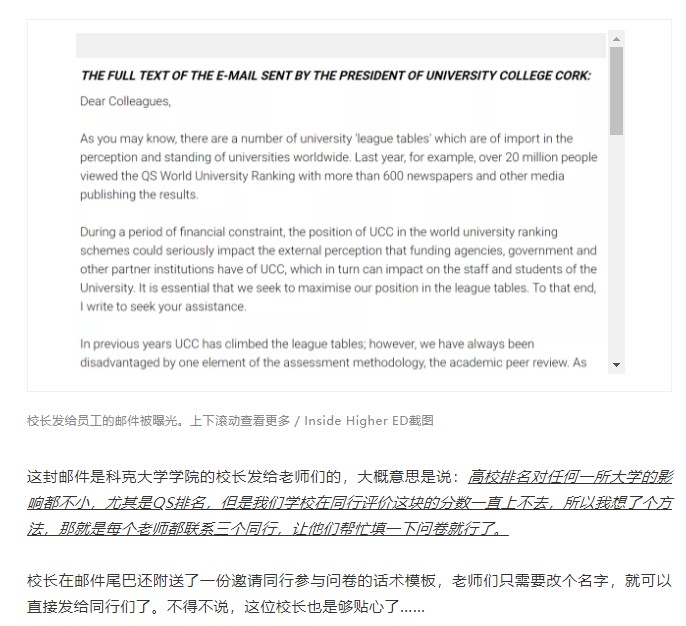 THE FULL TEXT OF THE E-MAIL SENT BY THE PRESIDENT OF UNIVERSITY COLLEGE CORK:
Dear Colleagues,
As you may know, there are a number of university 'league tables' which are of import in the
perception and standing of universities worldwide. Last year, for example, over 20 million people
viewed the QS World University Ranking with more than 600 newspapers and other media
publishing the results.
During a period of financial constraint, the position of UCC in the world university ranking
schemes could seriously impact the external perception that funding agencies, government and
other partner institutions have of UCC, which in turn can impact on the staff and students of the
University. It is essential that we seek to maximise our position in the league tables. To that end,
I write to seek your assistance.
In previous years UCC has climbed the league tables; however, we have always been
disadvantaged by one element of the assessment methodology, the academic peer review. As
校长发给员工的邮件被曝光。上下滚动查看更多 / Inside Higher ED截图
这封邮件是科克大学学院的校长发给老师们的，大概意思是说：高校排名对任何一所大学的影
响都不小，尤其是QS排名，但是我们学校在同行评价这块的分数一直上不去，所以我想了个方
法，那就是每个老师都联系三个同行，让他们帮忙填一下问卷就行了。
校长在邮件尾巴还附送了一份邀请同行参与问卷的话术模板，老师们只需要改个名字，就可以
直接发给同行们了。不得不说，这位校长也是够贴心了……